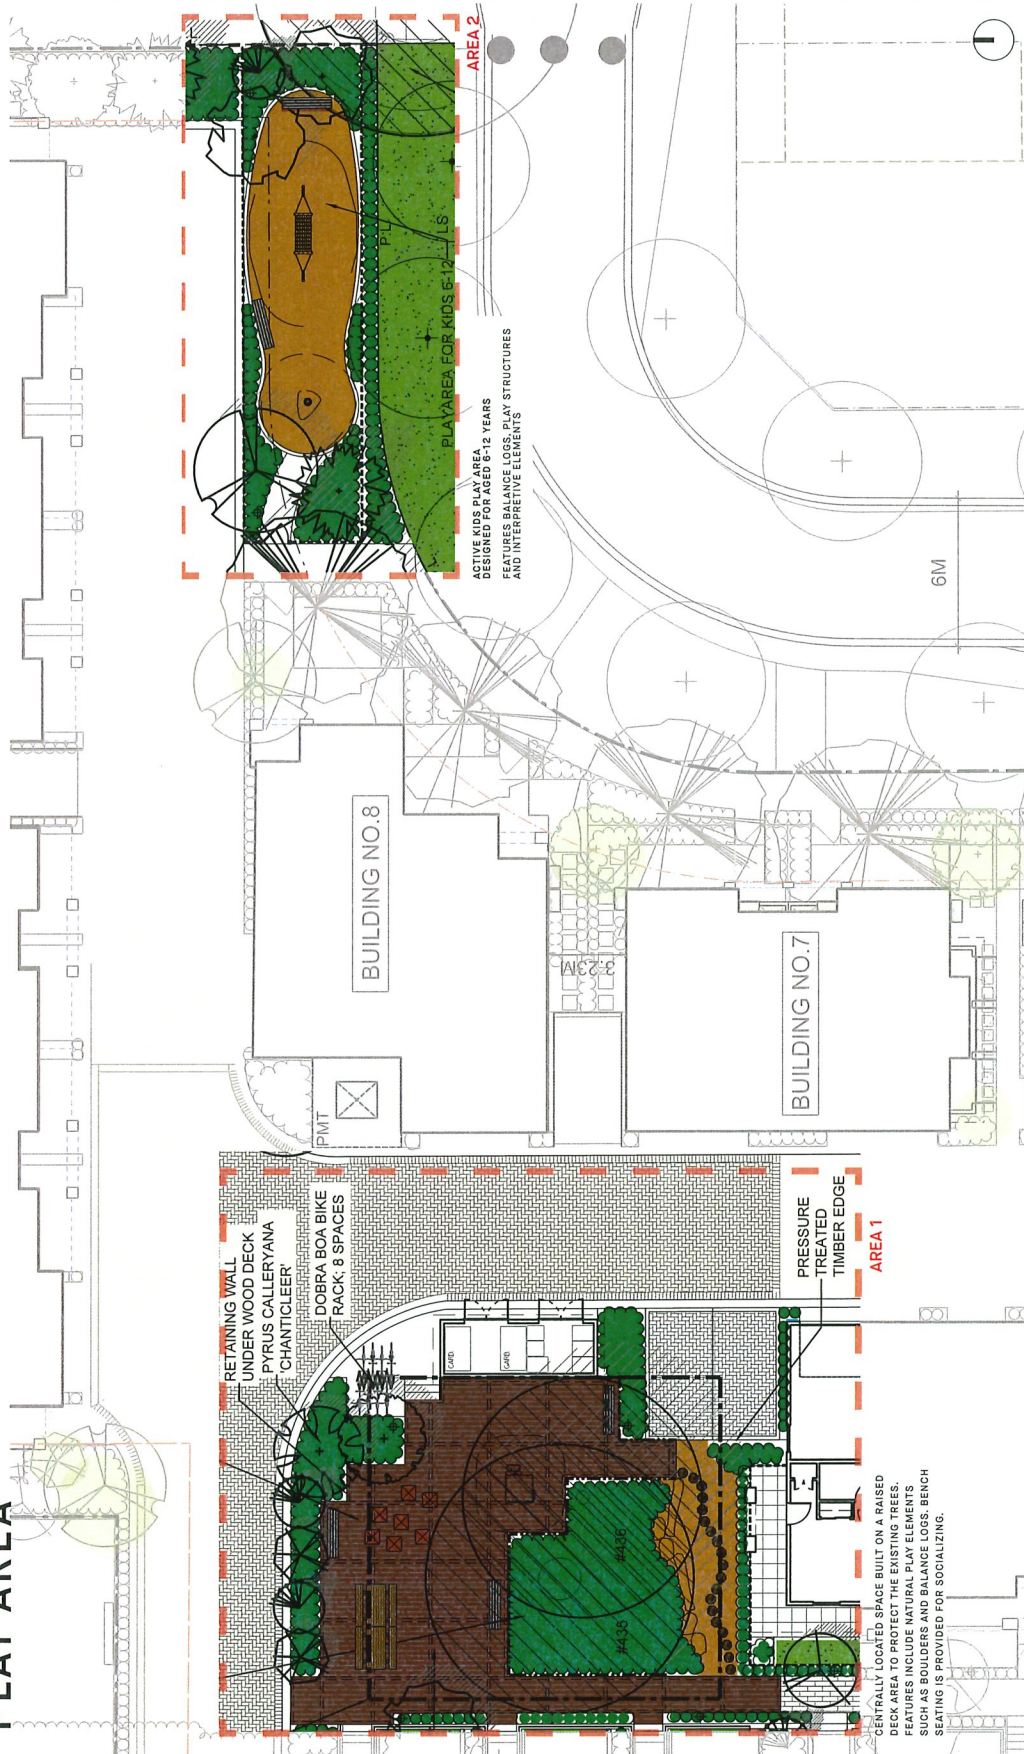 PLAY AREA
AREA 2
P.L.
PLAYAREA FOR KIDS 6-12
LS
ACTIVE KIDS PLAY AREA
DESIGNED FOR AGED 6-12 YEARS
FEATURES BALANCE LOGS, PLAY STRUCTURES
AND INTERPRETIVE ELEMENTS
6M
BUILDING NO.8
3.23M
BUILDING NO.7
PMT
RETAINING WALL
UNDER WOOD DECK
PYRUS CALLERYANA
'CHANTICLEER'
DOBRA BOA BIKE
RACK; 8 SPACES
PRESSURE
TREATED
TIMBER EDGE
AREA 1
#436
#435
CENTRALLY LOCATED SPACE BUILT ON A RAISED
DECK AREA TO PROTECT THE EXISTING TREES.
FEATURES INCLUDE NATURAL PLAY ELEMENTS
SUCH AS BOULDERS AND BALANCE LOGS. BENCH
SEATING IS PROVIDED FOR SOCIALIZING.